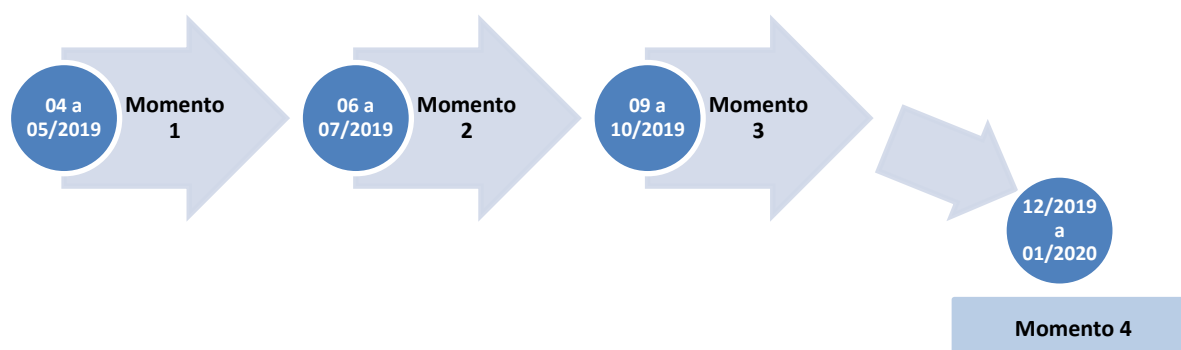 04 a
05/2019
Momento
1
06 a
07/2019
Momento
2
09 a
10/2019
Momento
3
12/2019
a
01/2020
Momento 4